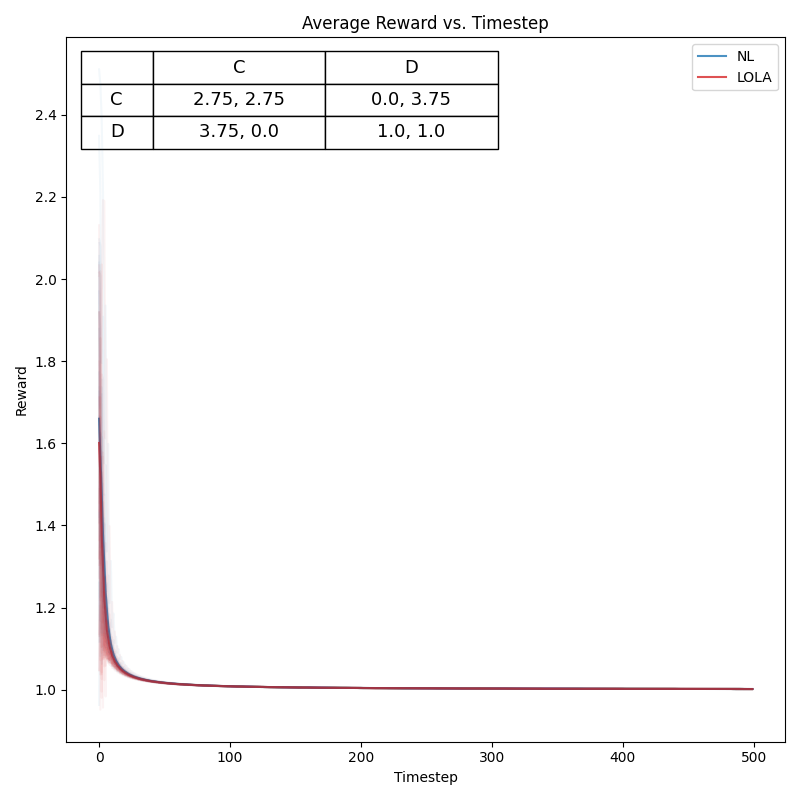 Average Reward vs. Timestep
C D
C 2.75, 2.75 0.0, 3.75
D 3.75, 0.0 1.0, 1.0
NL
LOLA
2.4
2.2
2.0
1.8
1.6
1.4
1.2
1.0
Reward
0 100 200 300 400 500
Timestep